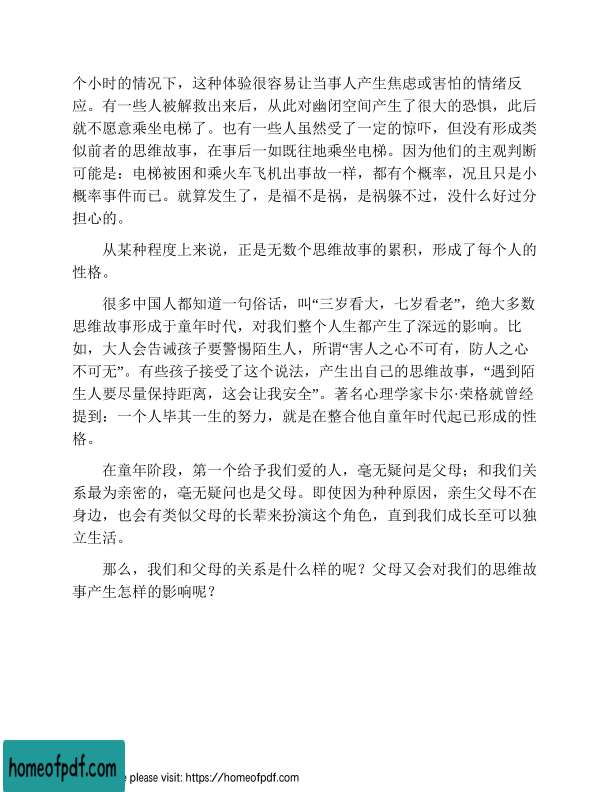 个小时的情况下，这种体验很容易让当事人产生焦虑或害怕的情绪反
应。有一些人被解救出来后，从此对幽闭空间产生了很大的恐惧，此后
就不愿意乘坐电梯了。也有一些人虽然受了一定的惊吓，但没有形成类
似前者的思维故事，在事后一如既往地乘坐电梯。因为他们的主观判断
可能是：电梯被困和乘火车飞机出事故一样，都有个概率，况且只是小
概率事件而已。就算发生了，是福不是祸，是祸躲不过，没什么好过分
担心的。
从某种程度上来说，正是无数个思维故事的累积，形成了每个人的
性格。
很多中国人都知道一句俗话，叫“三岁看大，七岁看老”，绝大多数
思维故事形成于童年时代，对我们整个人生都产生了深远的影响。比
如，大人会告诫孩子要警惕陌生人，所谓“害人之心不可有，防人之心
不可无”。有些孩子接受了这个说法，产生出自己的思维故事，“遇到陌
生人要尽量保持距离，这会让我安全”。著名心理学家卡尔·荣格就曾经
提到：一个人毕其一生的努力，就是在整合他自童年时代起已形成的性
格。
在童年阶段，第一个给予我们爱的人，毫无疑问是父母；和我们关
系最为亲密的，毫无疑问也是父母。即使因为种种原因，亲生父母不在
身边，也会有类似父母的长辈来扮演这个角色，直到我们成长至可以独
立生活。
那么，我们和父母的关系是什么样的呢？父母又会对我们的思维故
事产生怎样的影响呢？
homeofpdf.com
e please visit: https://homeofpdf.com